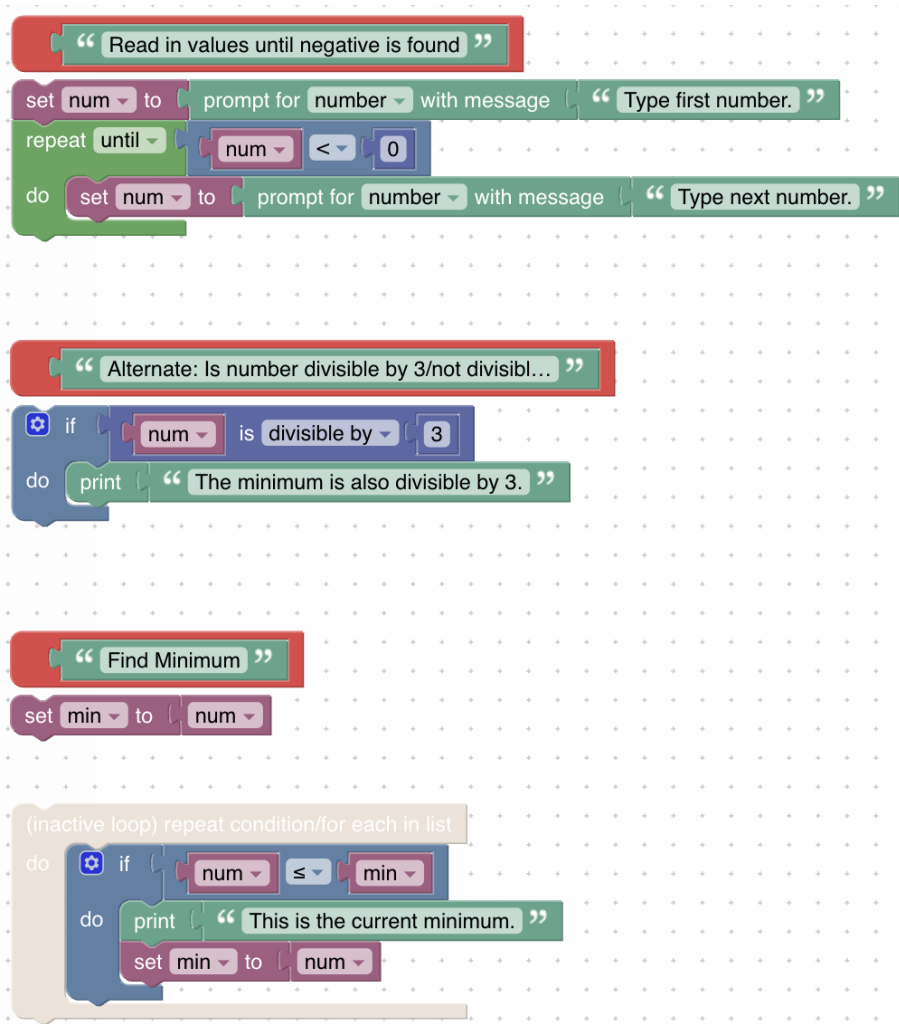 “ Read in values until negative is found ”
set num to prompt for number with message “ Type first number. ”
repeat until num < 0
do set num to prompt for number with message “ Type next number. ”
“ Alternate: Is number divisible by 3/not divisibl... ”
if num is divisible by 3
do print “ The minimum is also divisible by 3. ”
“ Find Minimum ”
set min to num
(inactive loop) repeat condition/for each in list
do if num ≤ min
do print “ This is the current minimum. ”
set min to num